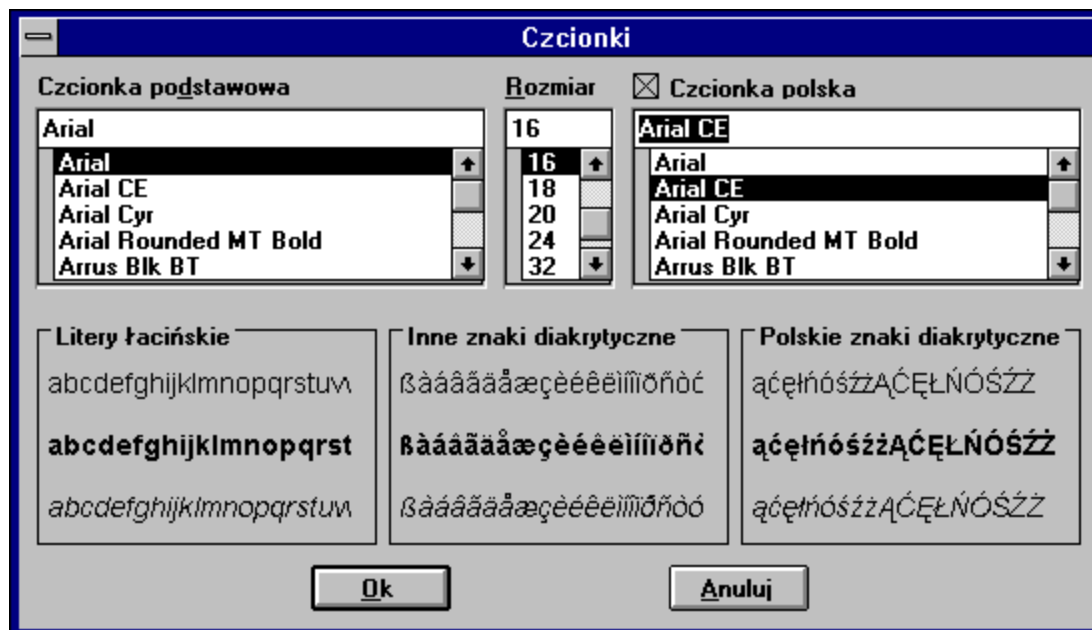 Czcionki
Czcionka podstawowa
Rozmiar
Czcionka polska
Arial
16
Arial CE
Arial
Arial CE
Arial Cyr
Arial Rounded MT Bold
Arrus Blk BT
16
18
20
24
32
Arial
Arial CE
Arial Cyr
Arial Rounded MT Bold
Arrus Blk BT
Litery łacińskie
abcdefghijklmnopqrstuv
abcdefghijklmnopqrst
abcdefghijklmnopqrstuv
Inne znaki diakrytyczne
ßàáâãäåæçèéêëìíîïðñò
ßàáâãäåæçèéêëìíîïðñ
ßàáâãäåæçèéêëìíîïðñòó
Polskie znaki diakrytyczne
ąćęłńóśźżĄĆĘŁŃÓŚŹŻ
ąćęłńóśźżĄĆĘŁŃÓŚŹŻ
ąćęłńóśźżĄĆĘŁŃÓŚŹŻ
Ok
Anuluj